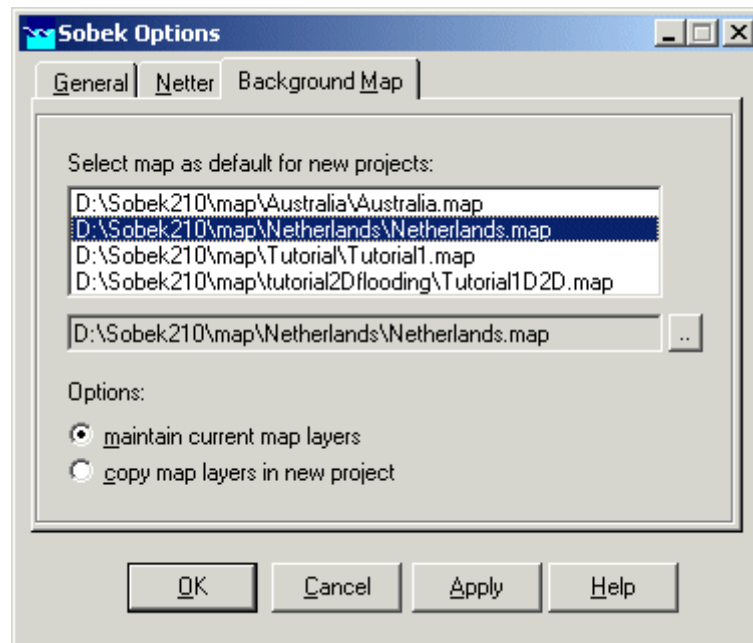 Sobek Options
General Netter Background Map
Select map as default for new projects:
D:\Sobek210\map\Australia\Australia.map
D:\Sobek210\map\Netherlands\Netherlands.map
D:\Sobek210\map\Tutorial\Tutorial1.map
D:\Sobek210\map\tutorial2Dflooding\Tutorial1D2D.map
D:\Sobek210\map\Netherlands\Netherlands.map ..
Options:
maintain current map layers
copy map layers in new project
OK Cancel Apply Help